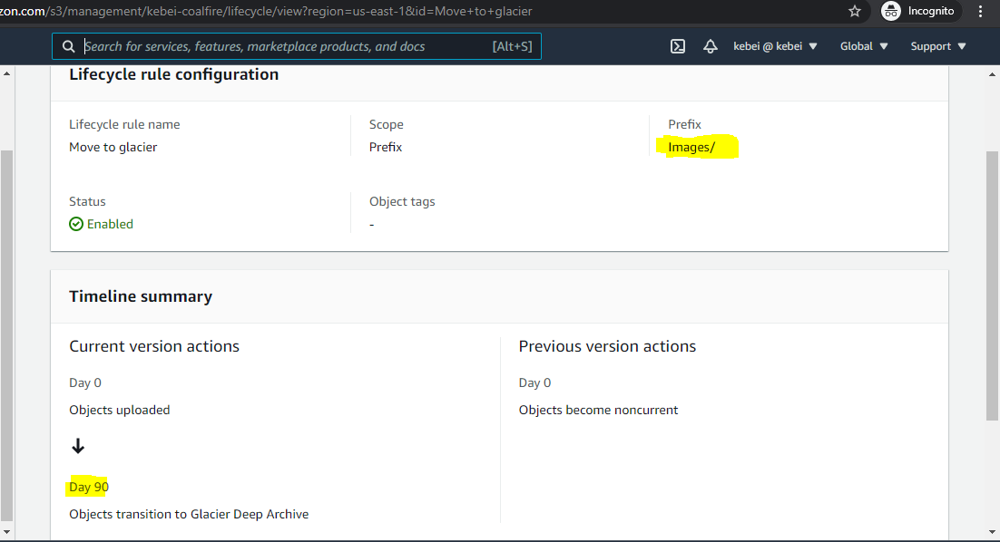 zon.com/s3/management/kebei-coalfire/lifecycle/view?region=us-east-1&id=Move+to+glacier
Incognito
Search for services, features, marketplace products, and docs [Alt+S]
kebei @ kebei ▼ Global ▼ Support ▼
Lifecycle rule configuration
Lifecycle rule name
Move to glacier
Scope
Prefix
Prefix
Images/
Status
Enabled
Object tags
-
Timeline summary
Current version actions
Day 0
Objects uploaded
Day 90
Objects transition to Glacier Deep Archive
Previous version actions
Day 0
Objects become noncurrent